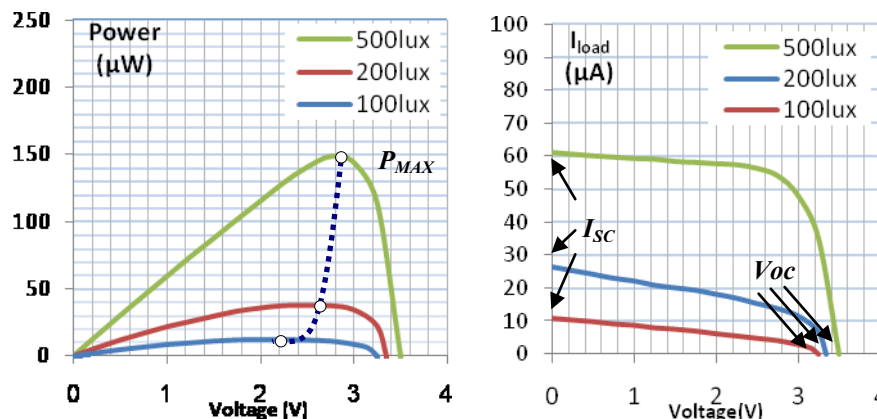 Power
(µW)
250
200
150
100
50
0
500lux
200lux
100lux
P_MAX
0
1
2
3
4
Voltage (V)
I_load
(µA)
100
90
80
70
60
50
40
30
20
10
0
500lux
200lux
100lux
I_SC
Voc
0
1
2
3
4
Voltage(V)